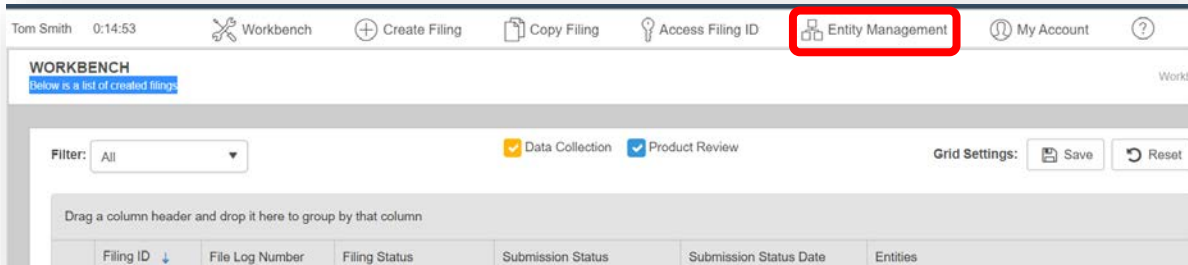 Tom Smith 0:14:53 Workbench Create Filing Copy Filing Access Filing ID Entity Management My Account ?
WORKBENCH
Below is a list of created filings
Filter: All Data Collection Product Review Grid Settings: Save Reset
Drag a column header and drop it here to group by that column
Filing ID ↓ File Log Number Filing Status Submission Status Submission Status Date Entities